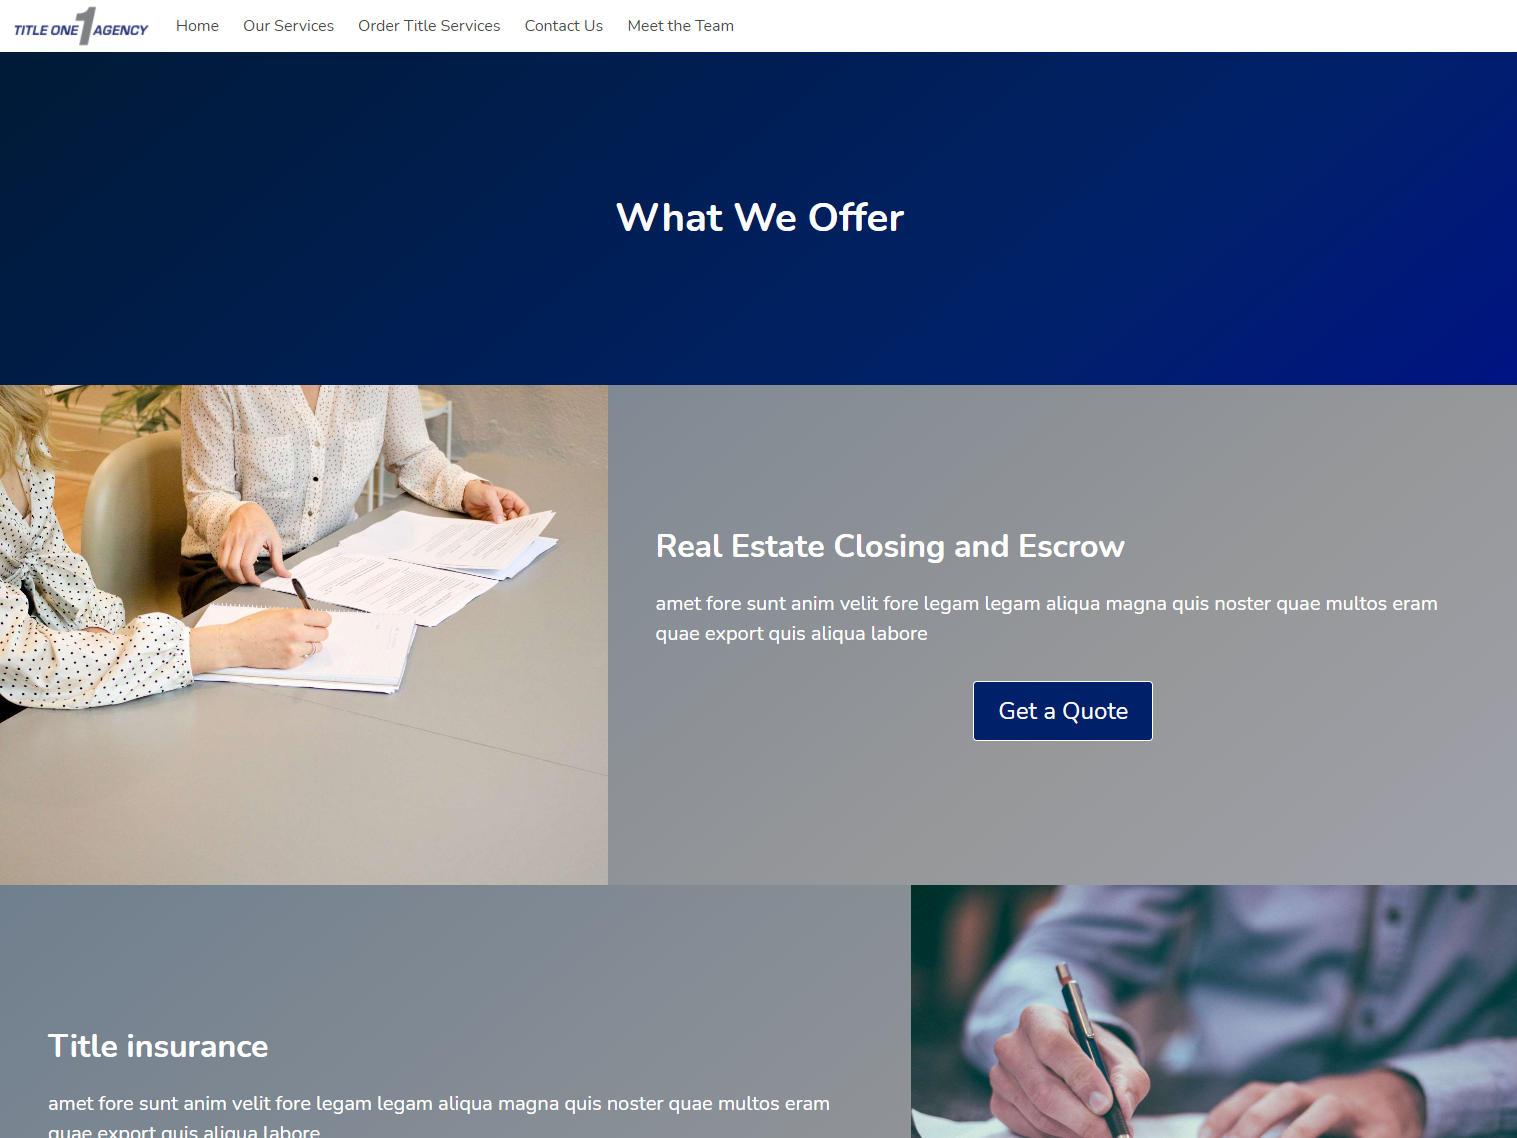 TITLE ONE 1 AGENCY
Home
Our Services
Order Title Services
Contact Us
Meet the Team
What We Offer
Real Estate Closing and Escrow
amet fore sunt anim velit fore legam legam aliqua magna quis noster quae multos eram
quae export quis aliqua labore
Get a Quote
Title insurance
amet fore sunt anim velit fore legam legam aliqua magna quis noster quae multos eram
quae export quis aliqua labore